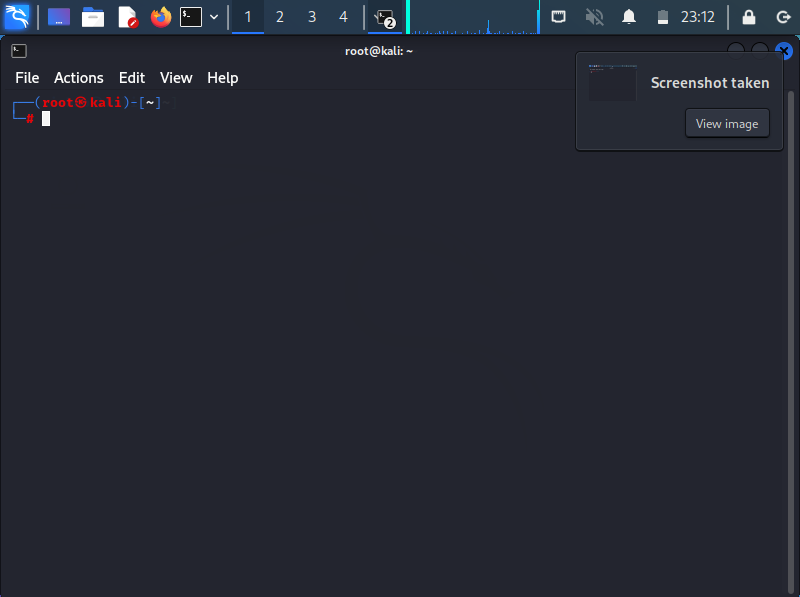 1 2 3 4 2 23:12
root@kali: ~
File Actions Edit View Help
┌──(root㉿kali)-[~]
└─#
Screenshot taken
View image